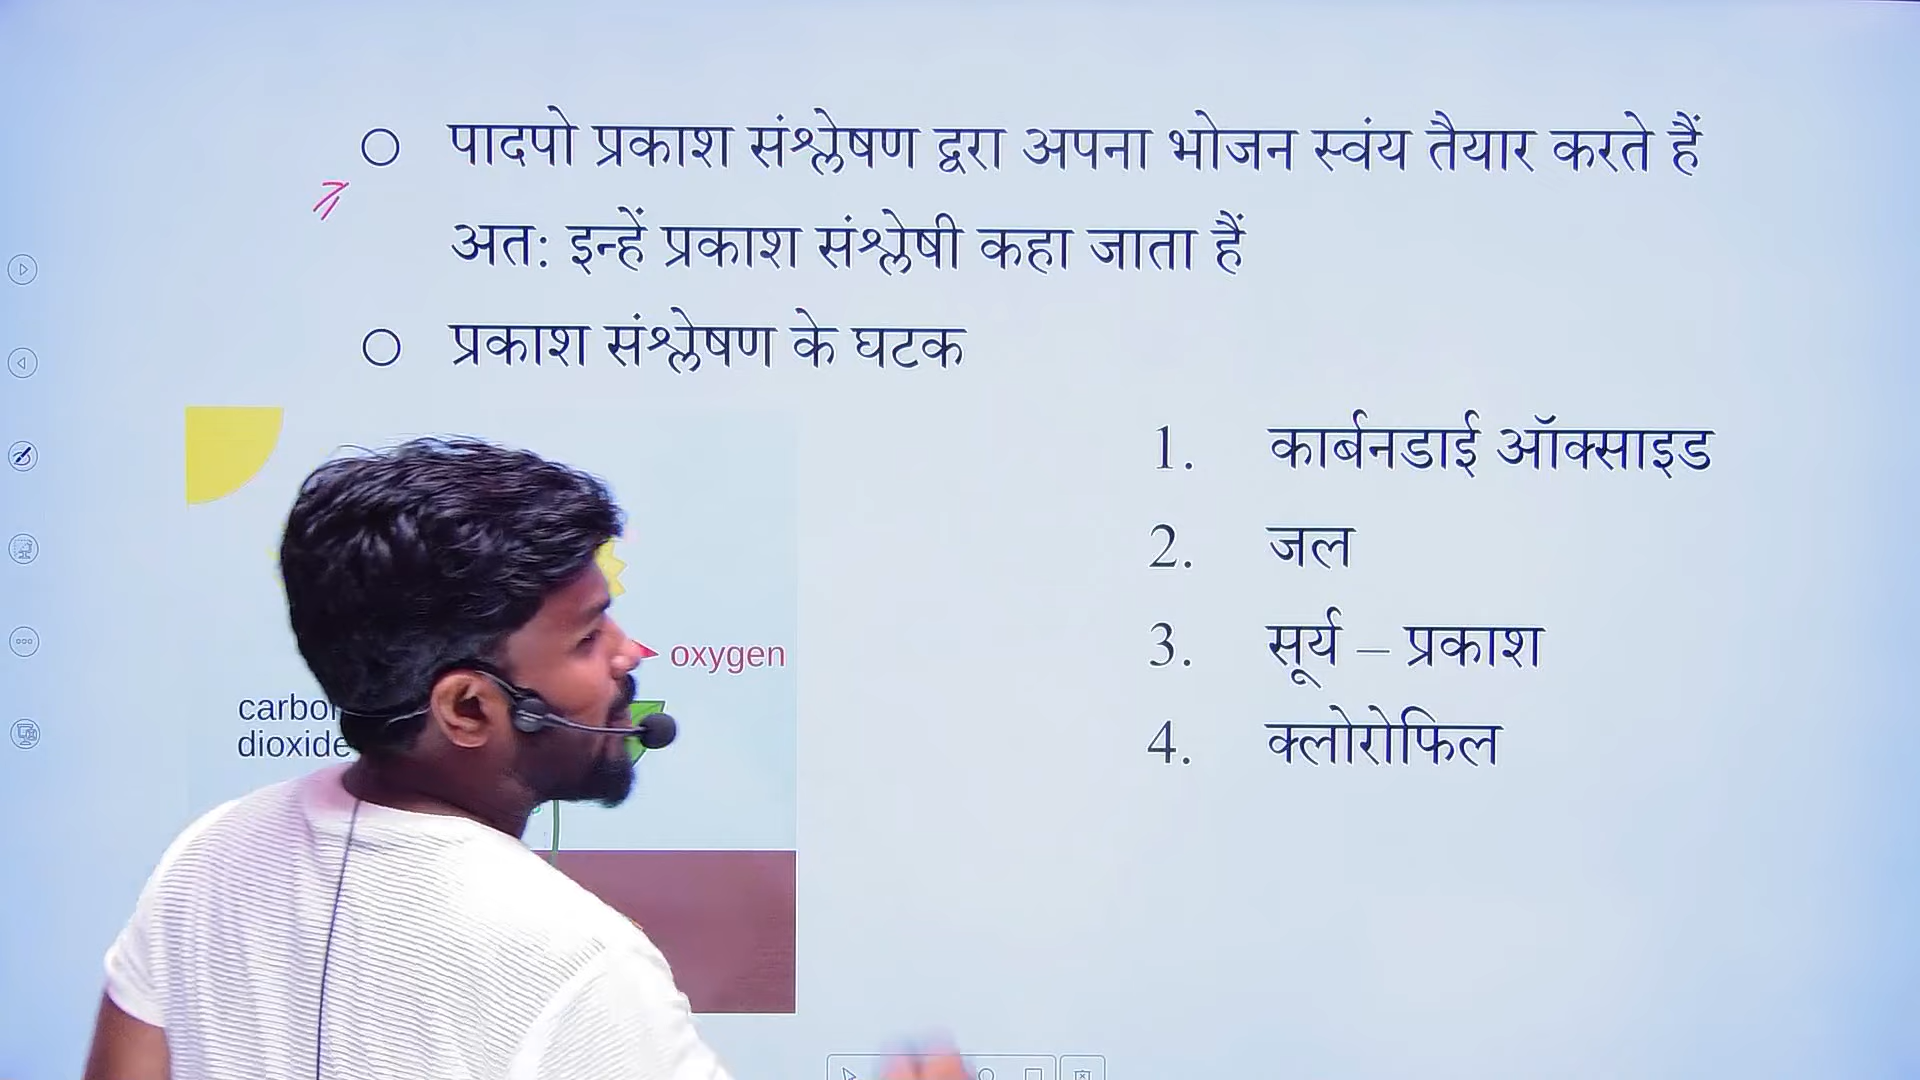 पादपो प्रकाश संश्लेषण द्वरा अपना भोजन स्वंय तैयार करते हैं
अत: इन्हें प्रकाश संश्लेषी कहा जाता हैं
प्रकाश संश्लेषण के घटक
1. कार्बनडाई ऑक्साइड
2. जल
3. सूर्य – प्रकाश
4. क्लोरोफिल
oxygen
dioxide